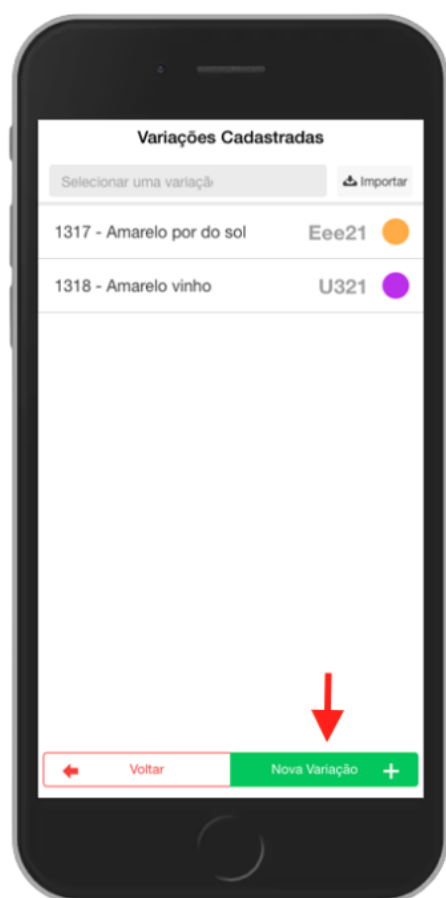 Variações Cadastradas
Selecionar uma variaçã
Importar
1317 - Amarelo por do sol Eee21
1318 - Amarelo vinho U321
Voltar Nova Variação +